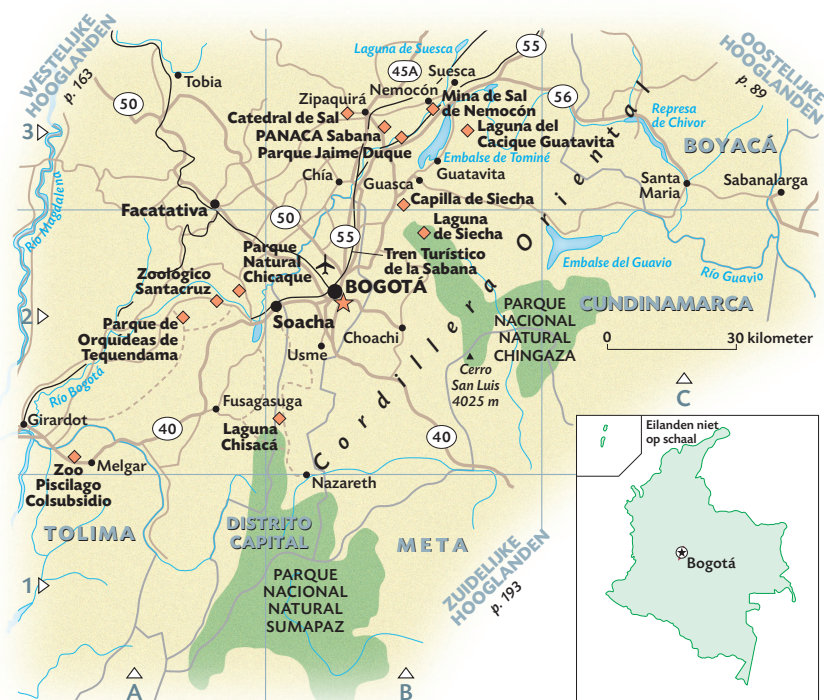 WESTELIJKE
HOOGLANDEN
p. 163
OOSTELIJKE
HOOGLANDEN
p. 89
Laguna de Suesca
55
45A
Suesca
Tobia
50
Nemocón
Zipaquirá
56
Mina de Sal
de Nemocón
Represa
de Chivor
Catedral de Sal
PANACA Sabana
Parque Jaime Duque
Laguna del
Cacique Guatavita
3
BOYACÁ
Embalse de Tominé
Chía
Guasca
Guatavita
Santa
Maria
Sabanalarga
Río Magdalena
Facatativa
50
Capilla de Siecha
55
Laguna
de Siecha
Parque
Natural
Chicaque
Tren Turístico
de la Sabana
Embalse del Guavio
Río Guavio
Zoológico
Santacruz
BOGOTÁ
Cordillera Oriental
CUNDINAMARCA
2
Parque de
Orquídeas de
Tequendama
Soacha
Choachi
PARQUE
NACIONAL
NATURAL
CHINGAZA
0
30 kilometer
Usme
Cerro
San Luis
4025 m
Río Bogotá
C
Fusagasuga
Girardot
40
Laguna
Chisacá
40
Eilanden niet
op schaal
Zoo
Piscilago
Colsubsidio
Melgar
Nazareth
TOLIMA
DISTRITO
CAPITAL
META
ZUIDELIJKE
HOOGLANDEN
p. 193
Bogotá
1
PARQUE
NACIONAL
NATURAL
SUMAPAZ
A
B